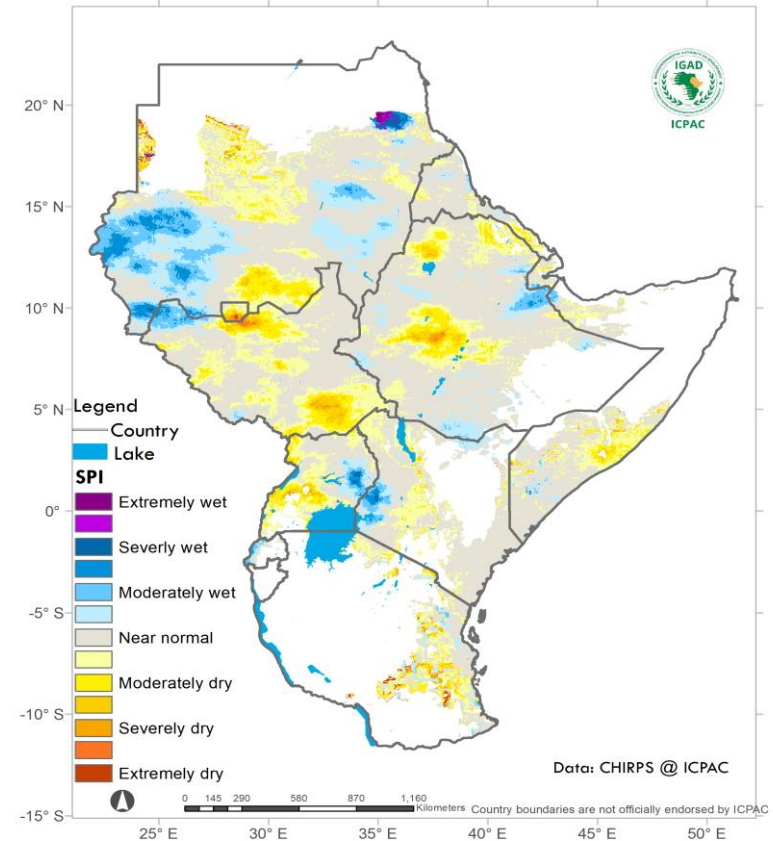 IGAD
ICPAC
20° N
15° N
10° N
5° N
0°
-5° S
-10° S
-15° S
Legend
Country
Lake
SPI
Extremely wet
Severly wet
Moderately wet
Near normal
Moderately dry
Severely dry
Extremely dry
Data: CHIRPS @ ICPAC
0 145 290 580 870 1,160
Kilometers
Country boundaries are not officially endorsed by ICPAC
25° E 30° E 35° E 40° E 45° E 50° E